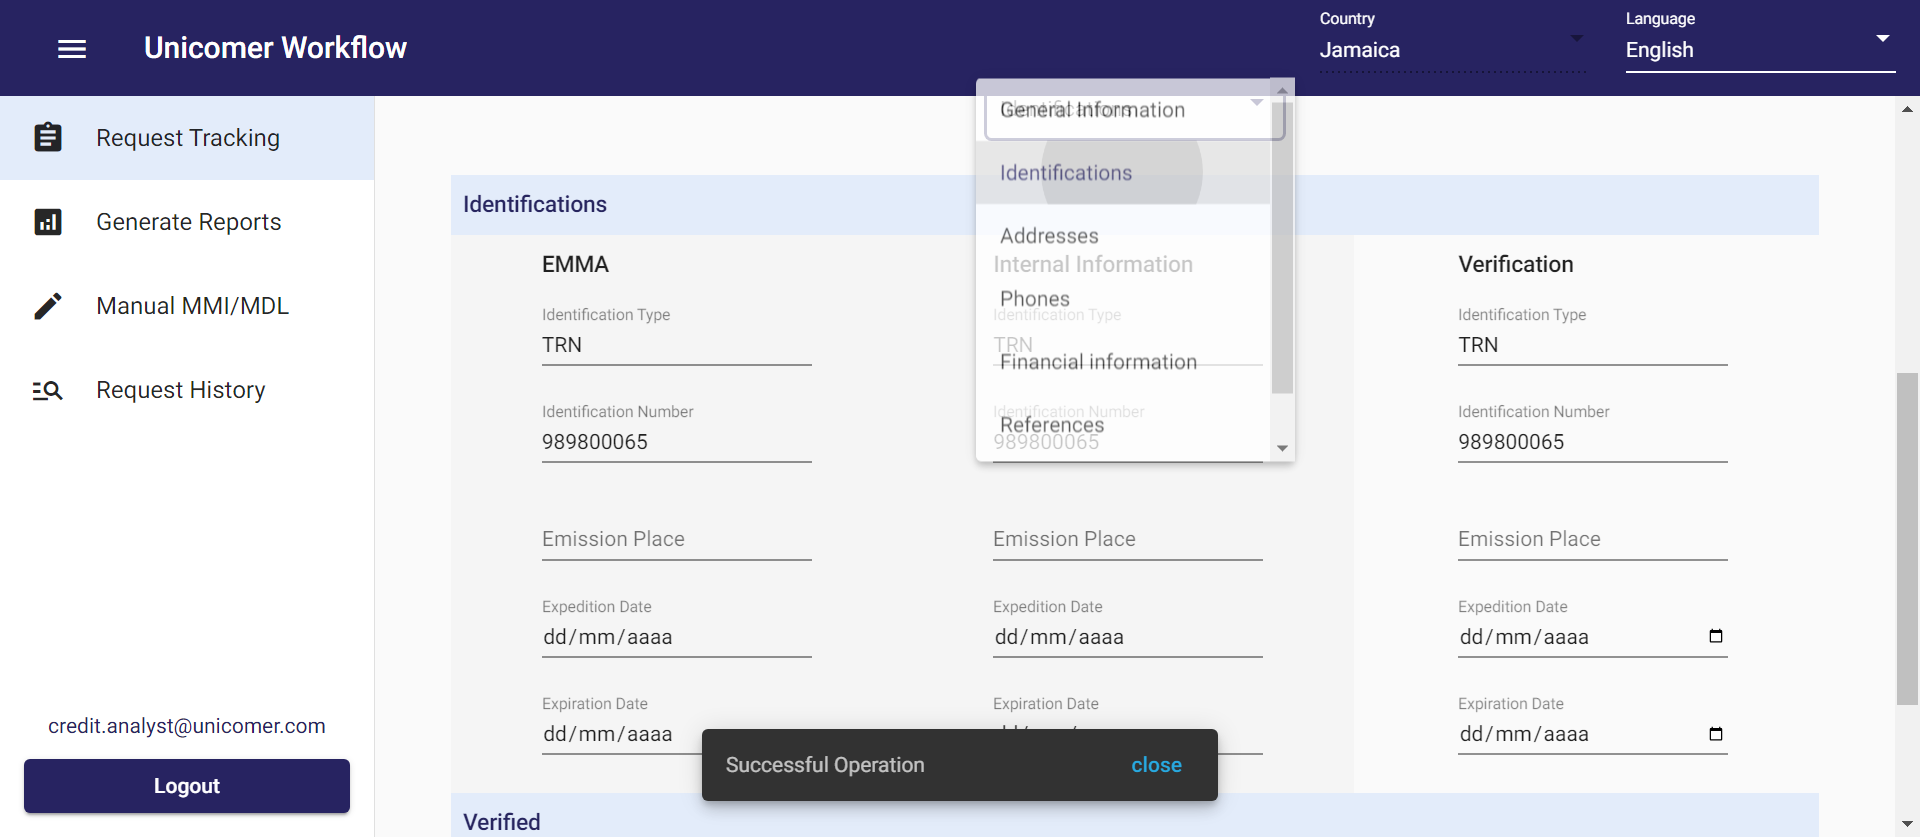 Unicomer Workflow
Country
Jamaica
Language
English
Request Tracking
Generate Reports
Manual MMI/MDL
Request History
credit.analyst@unicomer.com
Logout
General Information
Identifications
Addresses
Phones
Financial information
References
Identifications
EMMA
Identification Type
TRN
Identification Number
989800065
Emission Place
Expedition Date
dd/mm/aaaa
Expiration Date
dd/mm/aaaa
Internal Information
Identification Type
TRN
Identification Number
989800065
Emission Place
Expedition Date
dd/mm/aaaa
Expiration Date
Verification
Identification Type
TRN
Identification Number
989800065
Emission Place
Expedition Date
dd/mm/aaaa
Expiration Date
dd/mm/aaaa
Successful Operation
close
Verified